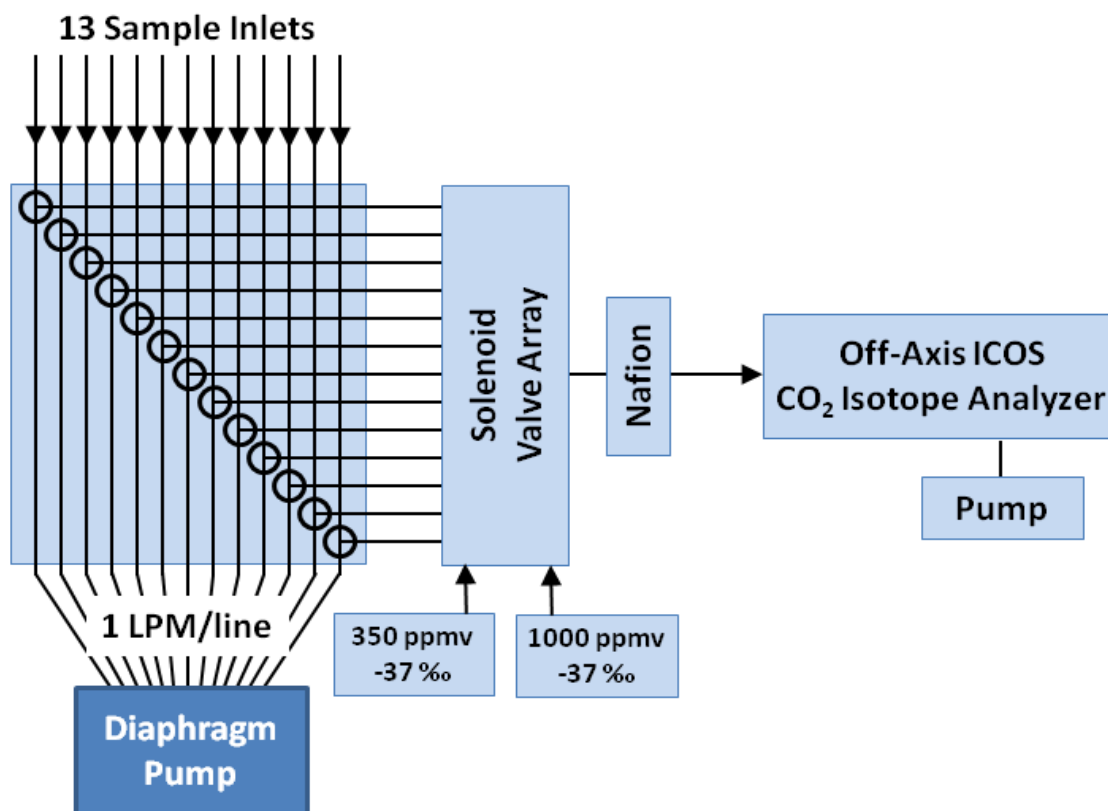 13 Sample Inlets
Solenoid
Valve Array
Nafion
Off-Axis ICOS
CO₂ Isotope Analyzer
Pump
1 LPM/line
350 ppmv
-37 ‰
1000 ppmv
-37 ‰
Diaphragm
Pump